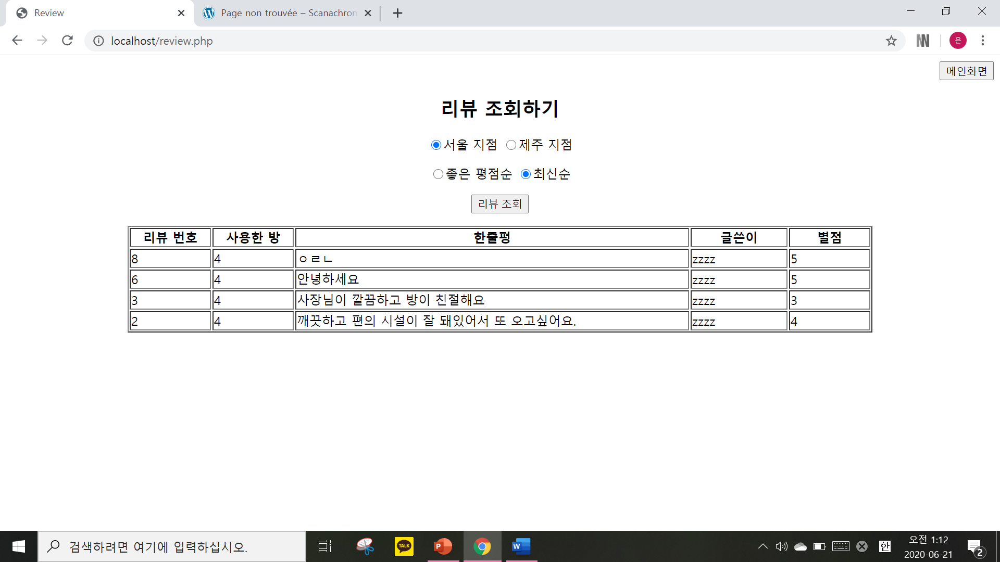 Review
Page non trouvée – Scanachron
localhost/review.php
은
메인화면
리뷰 조회하기
서울 지점 제주 지점
좋은 평점순 최신순
리뷰 조회
리뷰 번호 사용한 방 한줄평 글쓴이 별점
8 4 ㅇㄹㄴ zzzz 5
6 4 안녕하세요 zzzz 5
3 4 사장님이 깔끔하고 방이 친절해요 zzzz 3
2 4 깨끗하고 편의 시설이 잘 돼있어서 또 오고싶어요. zzzz 4
검색하려면 여기에 입력하십시오.
TALK
P
W
한
오전 1:12
2020-06-21
2